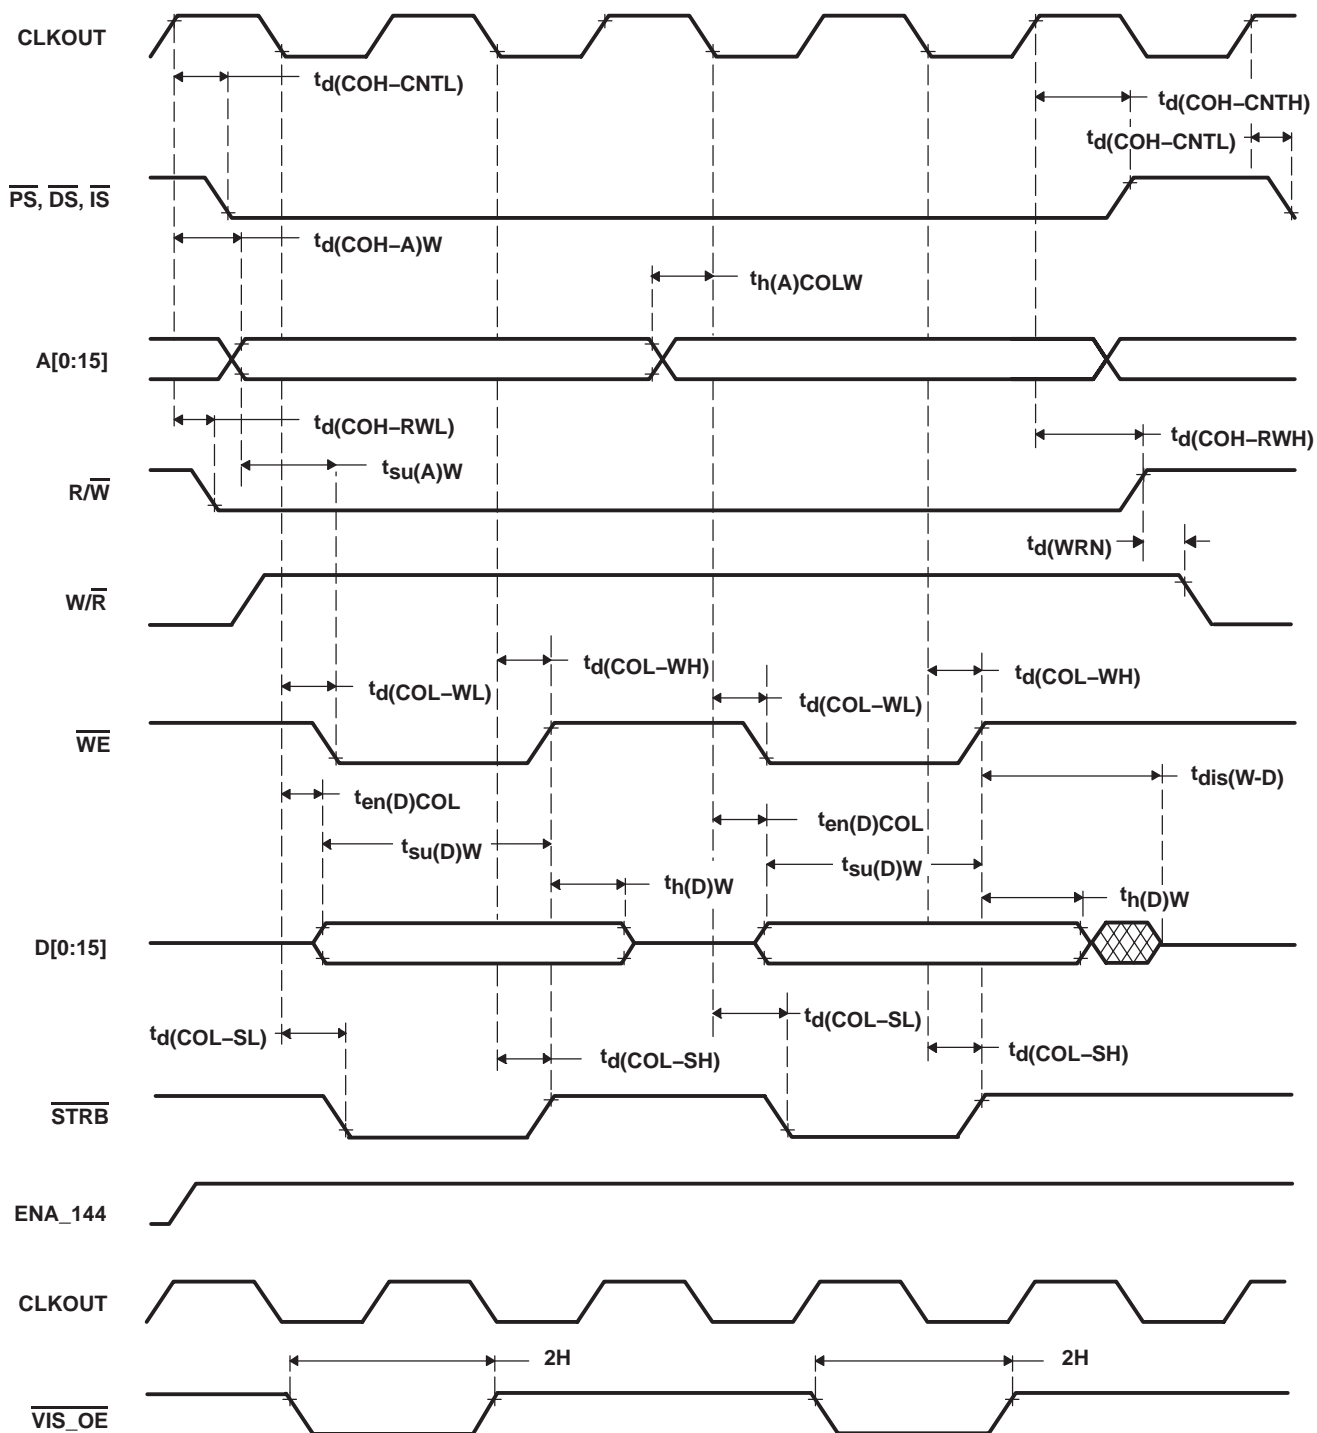 CLKOUT
td(COH–CNTL)
td(COH–CNTH)
td(COH–CNTL)
PS, DS, IS
td(COH–A)W
th(A)COLW
A[0:15]
td(COH–RWL)
td(COH–RWH)
tsu(A)W
R/W
td(WRN)
W/R
td(COL–WH)
td(COL–WH)
td(COL–WL)
td(COL–WL)
WE
tdis(W-D)
ten(D)COL
ten(D)COL
tsu(D)W
tsu(D)W
th(D)W
th(D)W
D[0:15]
td(COL–SL)
td(COL–SL)
td(COL–SH)
td(COL–SH)
STRB
ENA_144
CLKOUT
2H
2H
VIS_OE